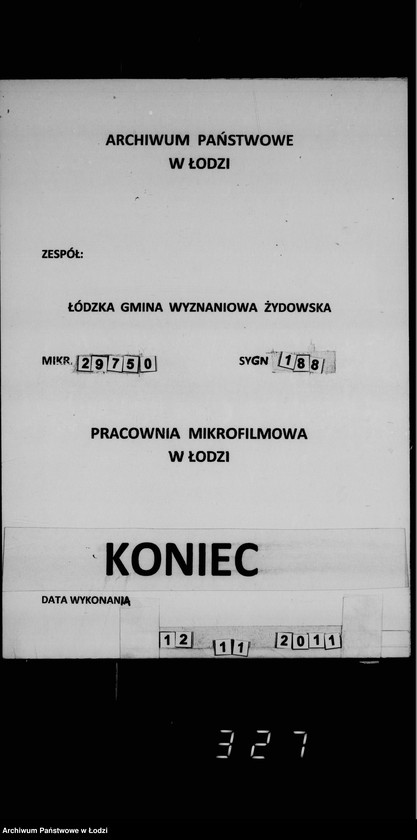 ARCHIWUM PAŃSTWOWE
W ŁODZI
ZESPÓŁ:
ŁÓDZKA GMINA WYZNANIOWA ŻYDOWSKA
MIKR. 29750 SYGN 188/
PRACOWNIA MIKROFILMOWA
W ŁODZI
KONIEC
DATA WYKONANIA
12 11 2011
327
Archiwum Państwowe w Łodzi